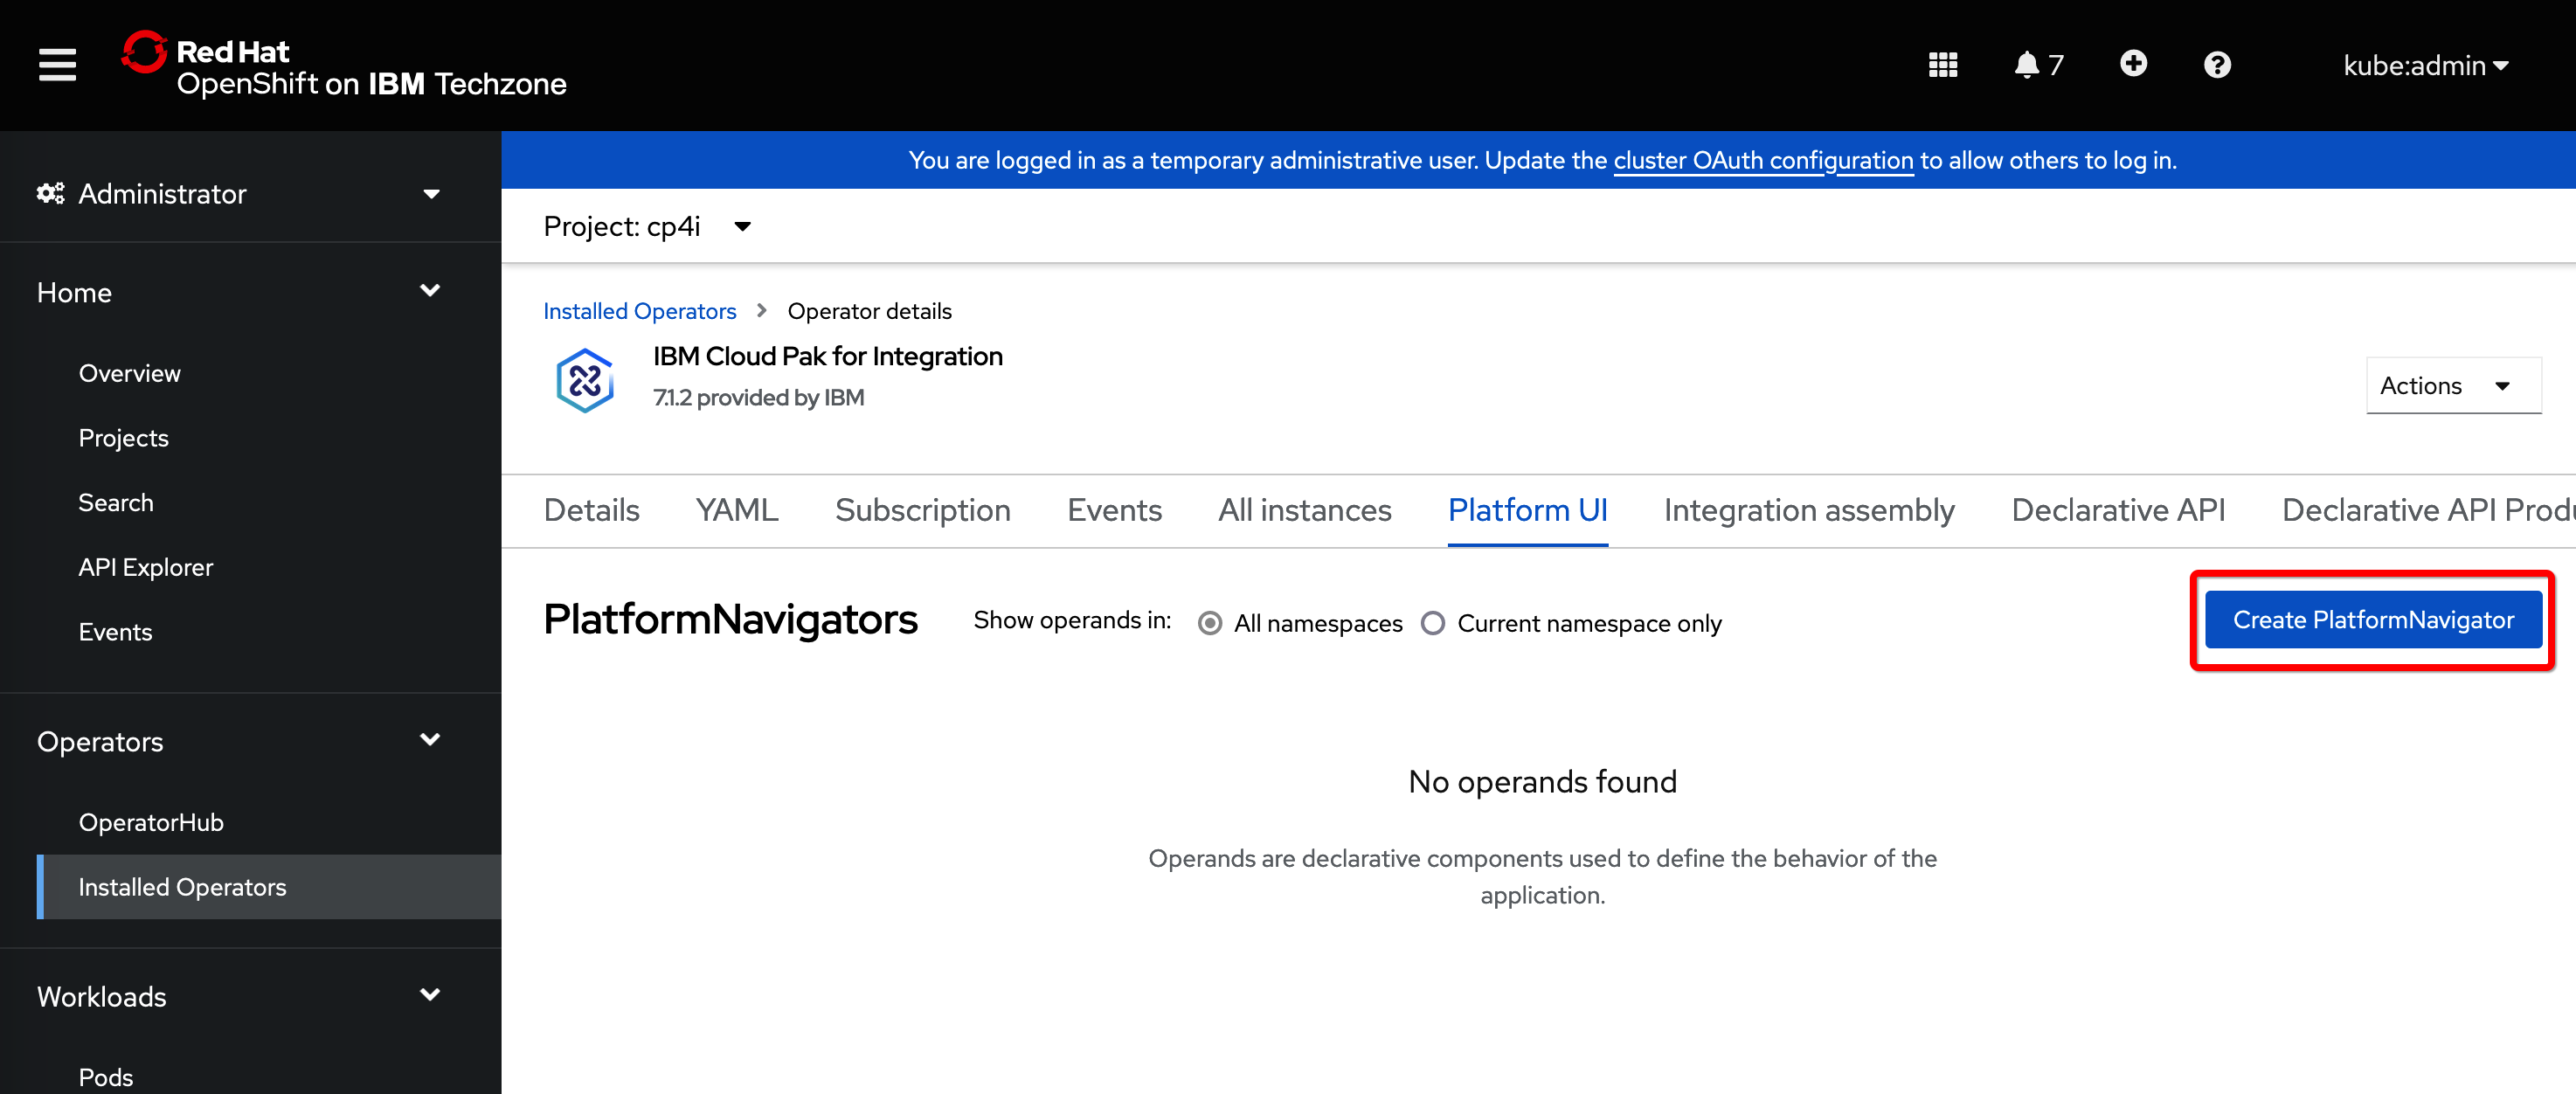 Red Hat
OpenShift on IBM Techzone
7
kube:admin
Administrator
Home
Overview
Projects
Search
API Explorer
Events
Operators
OperatorHub
Installed Operators
Workloads
Pods
You are logged in as a temporary administrative user. Update the cluster OAuth configuration to allow others to log in.
Project: cp4i
Installed Operators > Operator details
IBM Cloud Pak for Integration
7.1.2 provided by IBM
Actions
Details YAML Subscription Events All instances Platform UI Integration assembly Declarative API Declarative API Produ
PlatformNavigators Show operands in: All namespaces Current namespace only Create PlatformNavigator
No operands found
Operands are declarative components used to define the behavior of the
application.